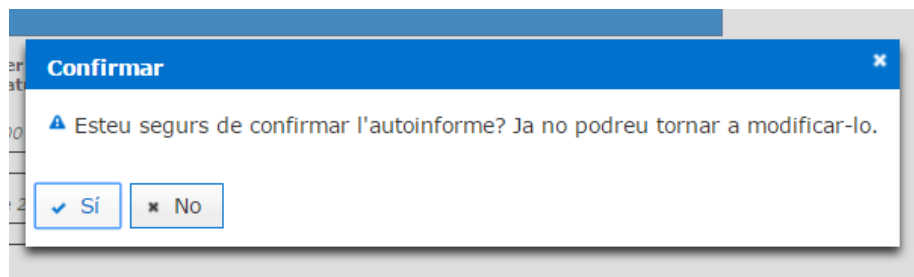 Confirmar
Esteu segurs de confirmar l'autoinforme? Ja no podreu tornar a modificar-lo.
Sí
No